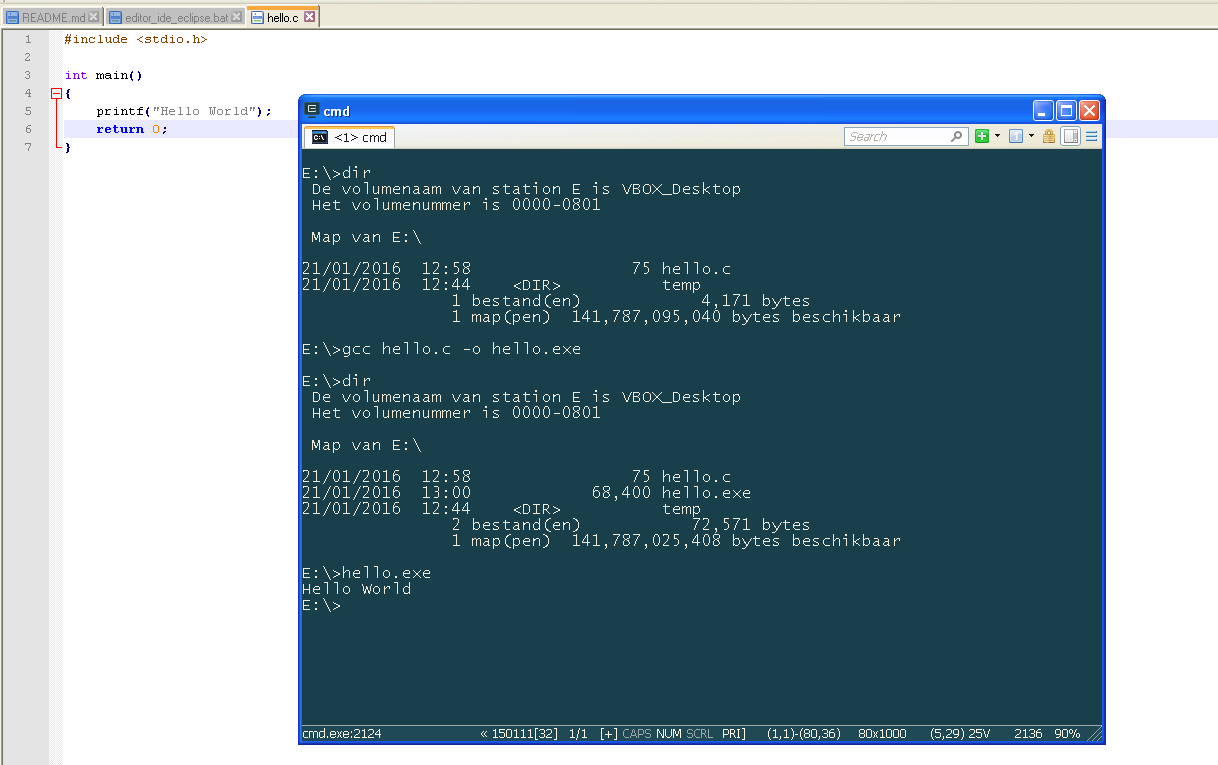 README.md editor_ide_eclipse.bat hello.c
1 #include <stdio.h>
2
3 int main()
4 {
5 printf("Hello World");
6 return 0;
7 }
cmd
<1> cmd Search
E:\>dir
De volumenaam van station E is VBOX_Desktop
Het volumenummer is 0000-0801
Map van E:\
21/01/2016 12:58 75 hello.c
21/01/2016 12:44 <DIR> temp
1 bestand(en) 4,171 bytes
1 map(pen) 141,787,095,040 bytes beschikbaar
E:\>gcc hello.c -o hello.exe
E:\>dir
De volumenaam van station E is VBOX_Desktop
Het volumenummer is 0000-0801
Map van E:\
21/01/2016 12:58 75 hello.c
21/01/2016 13:00 68,400 hello.exe
21/01/2016 12:44 <DIR> temp
2 bestand(en) 72,571 bytes
1 map(pen) 141,787,025,408 bytes beschikbaar
E:\>hello.exe
Hello World
E:\>
cmd.exe:2124 « 150111[32] 1/1 [+] CAPS NUM SCRL PRI] (1,1)-(80,36) 80x1000 (5,29) 25V 2136 90%